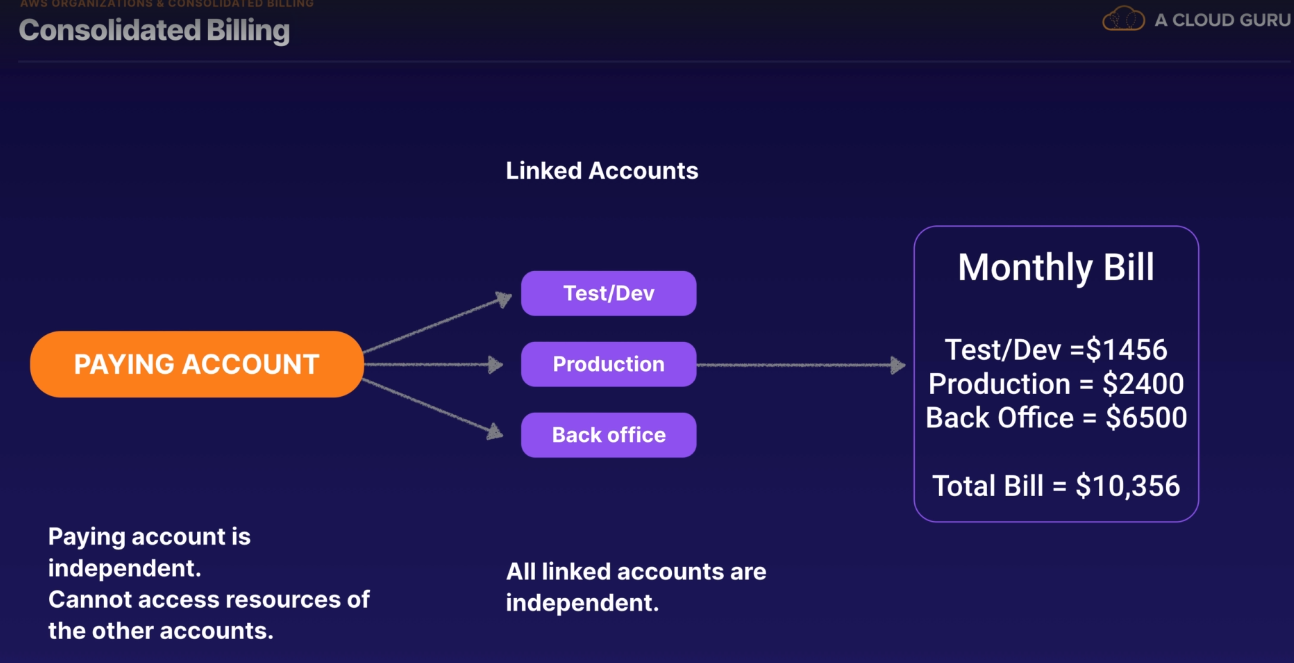 AWS ORGANIZATIONS & CONSOLIDATED BILLING
Consolidated Billing
A CLOUD GURU
Linked Accounts
PAYING ACCOUNT
Test/Dev
Production
Back office
Monthly Bill
Test/Dev =$1456
Production = $2400
Back Office = $6500
Total Bill = $10,356
Paying account is
independent.
Cannot access resources of
the other accounts.
All linked accounts are
independent.